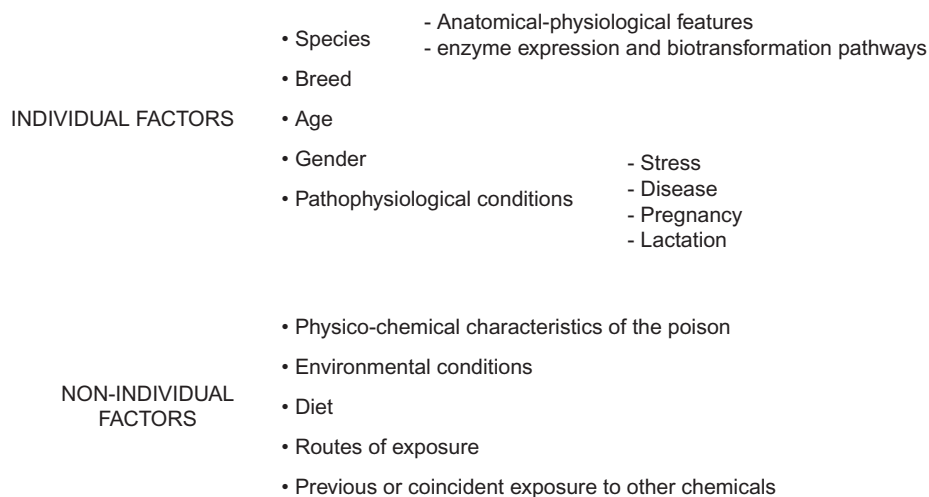 INDIVIDUAL FACTORS
• Species
- Anatomical-physiological features
- enzyme expression and biotransformation pathways
• Breed
• Age
• Gender
• Pathophysiological conditions
- Stress
- Disease
- Pregnancy
- Lactation
NON-INDIVIDUAL
FACTORS
• Physico-chemical characteristics of the poison
• Environmental conditions
• Diet
• Routes of exposure
• Previous or coincident exposure to other chemicals